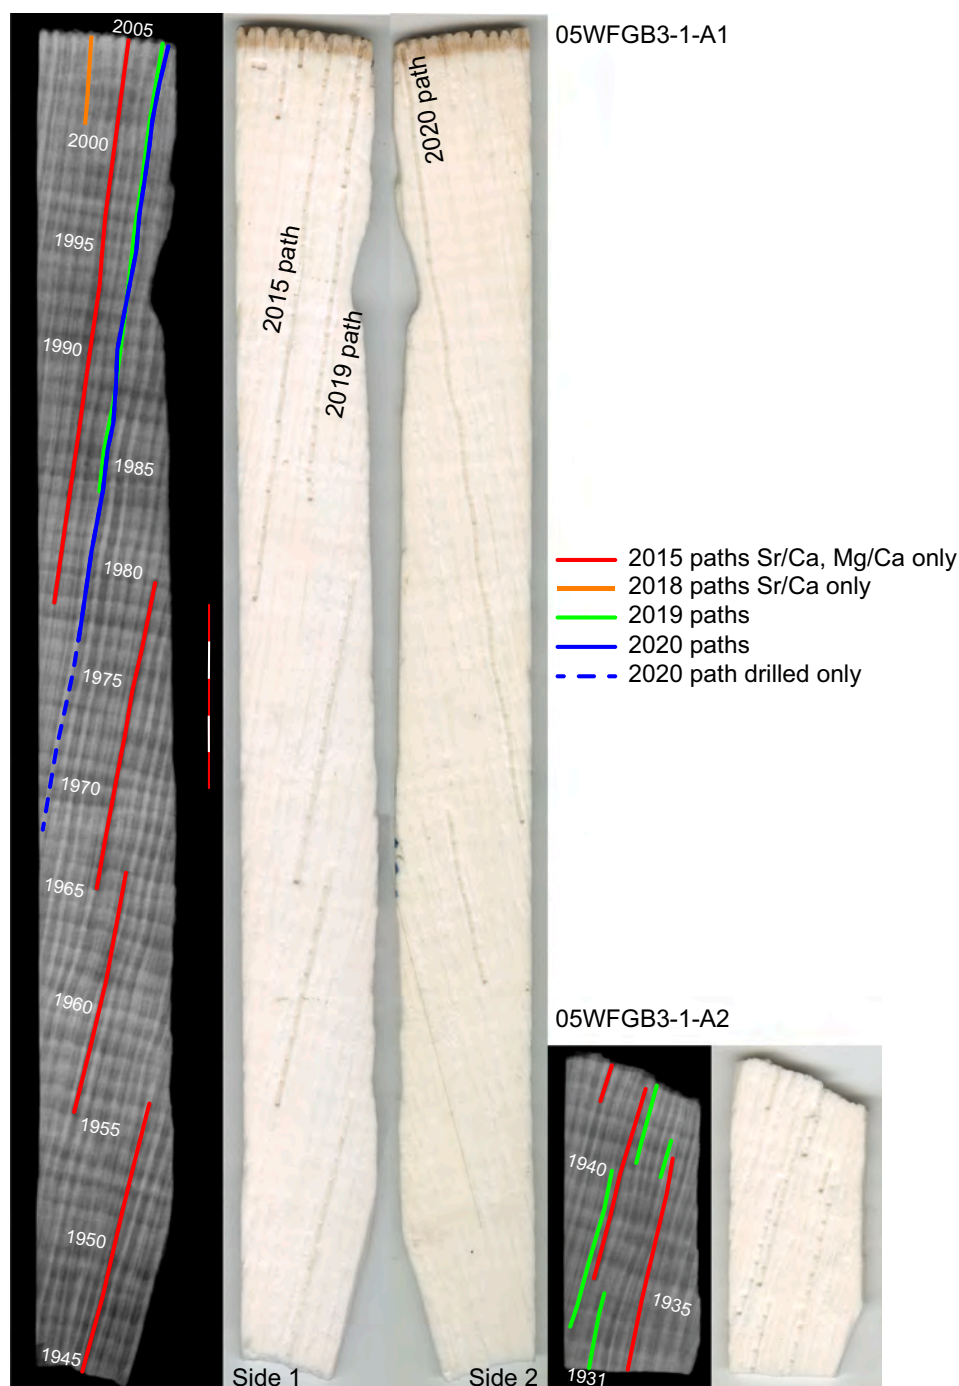 05WFGB3-1-A1
2005
2000
1995
1990
1985
1980
1975
1970
1965
1960
1955
1950
1945
2015 path
2019 path
2020 path
Side 1
Side 2
2015 paths Sr/Ca, Mg/Ca only
2018 paths Sr/Ca only
2019 paths
2020 paths
2020 path drilled only
05WFGB3-1-A2
1940
1935
1931